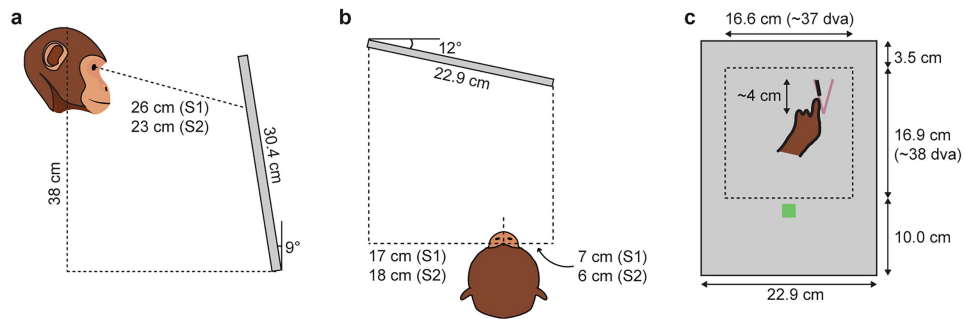 a
26 cm (S1)
23 cm (S2)
38 cm
30.4 cm
9°
b
12°
22.9 cm
17 cm (S1)
18 cm (S2)
7 cm (S1)
6 cm (S2)
c
16.6 cm (~37 dva)
3.5 cm
~4 cm
16.9 cm
(~38 dva)
10.0 cm
22.9 cm